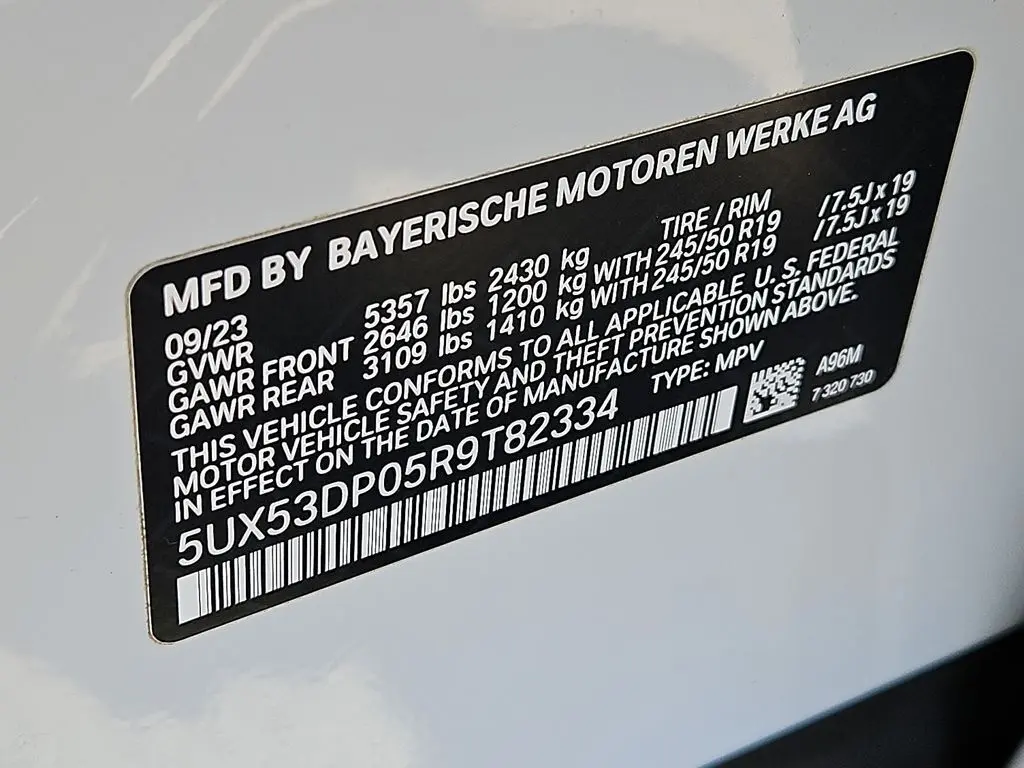 MFD BY BAYERISCHE MOTOREN WERKE AG
09/23 TIRE / RIM
GVWR 5357 lbs 2430 kg
GAWR FRONT 2646 lbs 1200 kg WITH 245/50 R19 /7.5J x 19
GAWR REAR 3109 lbs 1410 kg WITH 245/50 R19 /7.5J x 19
THIS VEHICLE CONFORMS TO ALL APPLICABLE U. S. FEDERAL
MOTOR VEHICLE SAFETY AND THEFT PREVENTION STANDARDS
IN EFFECT ON THE DATE OF MANUFACTURE SHOWN ABOVE.
5UX53DP05R9T82334 TYPE: MPV A96M
7 320 730